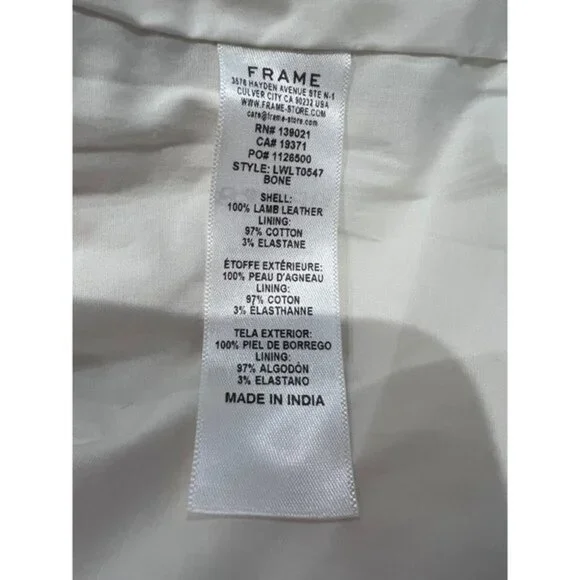 FRAME
3578 HAYDEN AVENUE STE N-1
CULVER CITY CA 90232 USA
WWW.FRAME-STORE.COM
care@frame-store.com
RN# 139021
CA# 19371
PO# 1126500
STYLE: LWLT0547
BONE
SHELL:
100% LAMB LEATHER
LINING:
97% COTTON
3% ELASTANE
ÉTOFFE EXTÉRIEURE:
100% PEAU D'AGNEAU
LINING:
97% COTON
3% ÉLASTHANNE
TELA EXTERIOR:
100% PIEL DE BORREGO
LINING:
97% ALGODÓN
3% ELASTANO
MADE IN INDIA